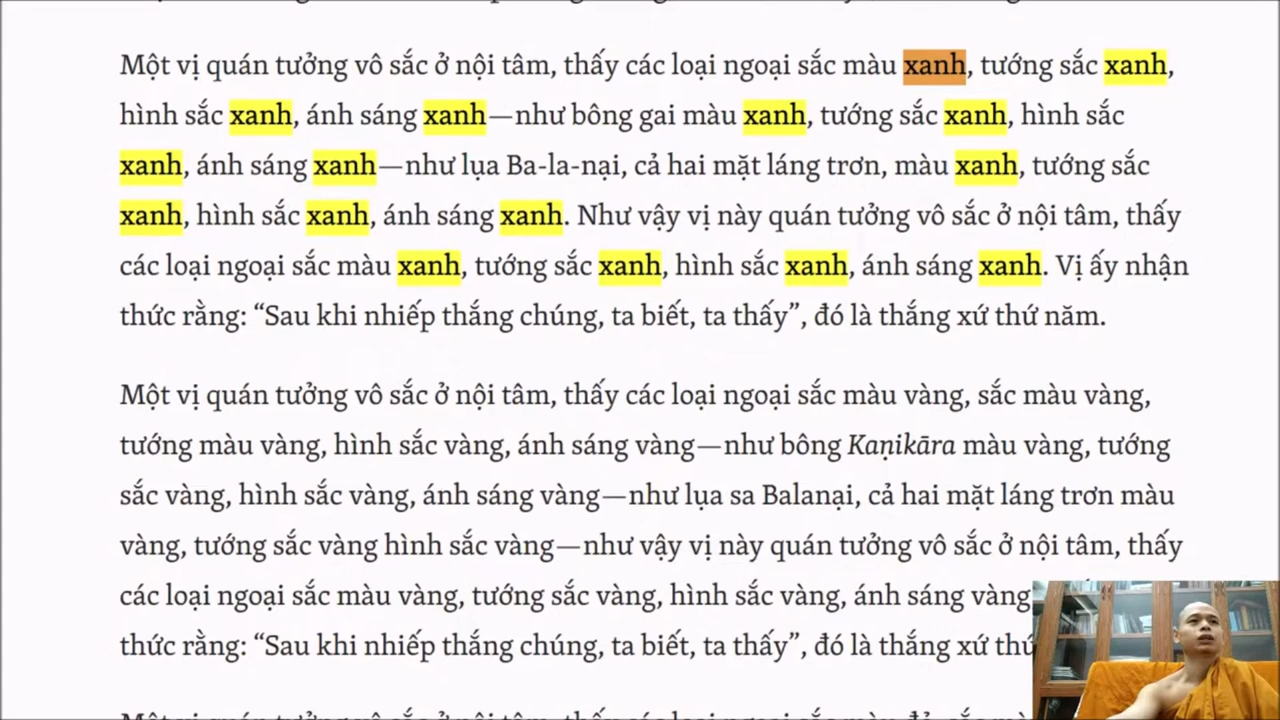 Một vị quán tưởng vô sắc ở nội tâm, thấy các loại ngoại sắc màu xanh, tướng sắc xanh,
hình sắc xanh, ánh sáng xanh—như bông gai màu xanh, tướng sắc xanh, hình sắc
xanh, ánh sáng xanh—như lụa Ba-la-nại, cả hai mặt láng trơn, màu xanh, tướng sắc
xanh, hình sắc xanh, ánh sáng xanh. Như vậy vị này quán tưởng vô sắc ở nội tâm, thấy
các loại ngoại sắc màu xanh, tướng sắc xanh, hình sắc xanh, ánh sáng xanh. Vị ấy nhận
thức rằng: “Sau khi nhiếp thắng chúng, ta biết, ta thấy”, đó là thắng xứ thứ năm.
Một vị quán tưởng vô sắc ở nội tâm, thấy các loại ngoại sắc màu vàng, sắc màu vàng,
tướng màu vàng, hình sắc vàng, ánh sáng vàng—như bông Kaṇikāra màu vàng, tướng
sắc vàng, hình sắc vàng, ánh sáng vàng—như lụa sa Balanại, cả hai mặt láng trơn màu
vàng, tướng sắc vàng hình sắc vàng—như vậy vị này quán tưởng vô sắc ở nội tâm, thấy
các loại ngoại sắc màu vàng, tướng sắc vàng, hình sắc vàng, ánh sáng vàng
thức rằng: “Sau khi nhiếp thắng chúng, ta biết, ta thấy”, đó là thắng xứ thứ